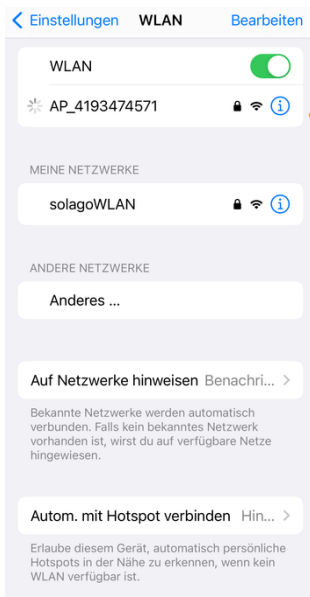 Einstellungen WLAN Bearbeiten
WLAN
AP_4193474571
MEINE NETZWERKE
solagoWLAN
ANDERE NETZWERKE
Anderes ...
Auf Netzwerke hinweisen Benachri...
Bekannte Netzwerke werden automatisch
verbunden. Falls kein bekanntes Netzwerk
vorhanden ist, wirst du auf verfügbare Netze
hingewiesen.
Autom. mit Hotspot verbinden Hin...
Erlaube diesem Gerät, automatisch persönliche
Hotspots in der Nähe zu erkennen, wenn kein
WLAN verfügbar ist.